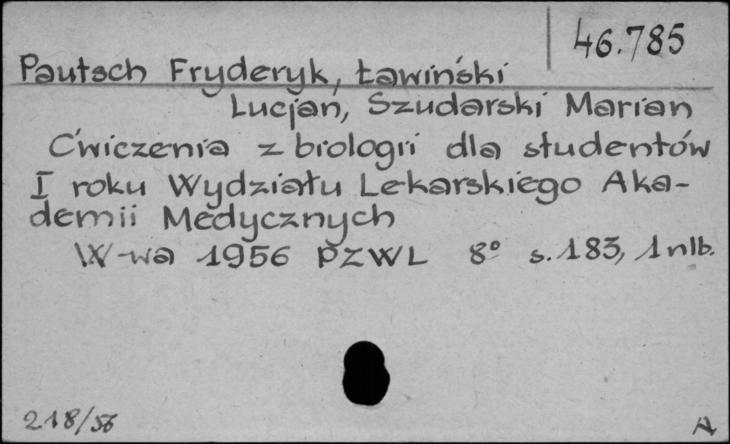 46.785
Pautsch Fryderyk, Ławiński
Lucjan, Szudarski Marian
Ćwiczenia z biologii dla studentów
I roku Wydziału Lekarskiego Aka-
demii Medycznych
W-wa 1956 PZWL 8° s. 183, 1 nlb.
218/56
A